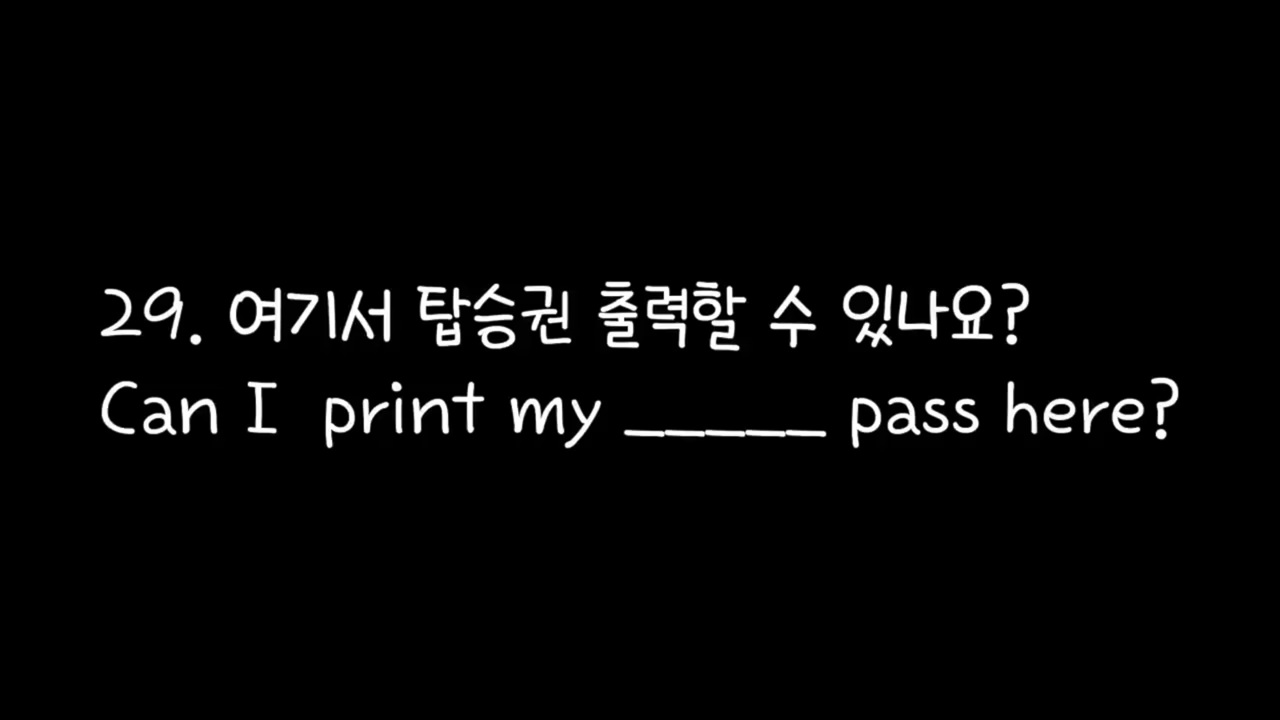 29. 여기서 탑승권 출력할 수 있나요?
Can I print my _____ pass here?